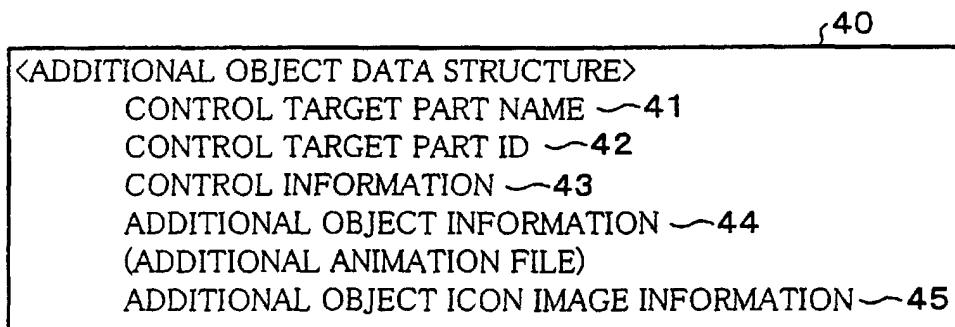 40
<ADDITIONAL OBJECT DATA STRUCTURE>
CONTROL TARGET PART NAME 41
CONTROL TARGET PART ID 42
CONTROL INFORMATION 43
ADDITIONAL OBJECT INFORMATION 44
(ADDITIONAL ANIMATION FILE)
ADDITIONAL OBJECT ICON IMAGE INFORMATION 45